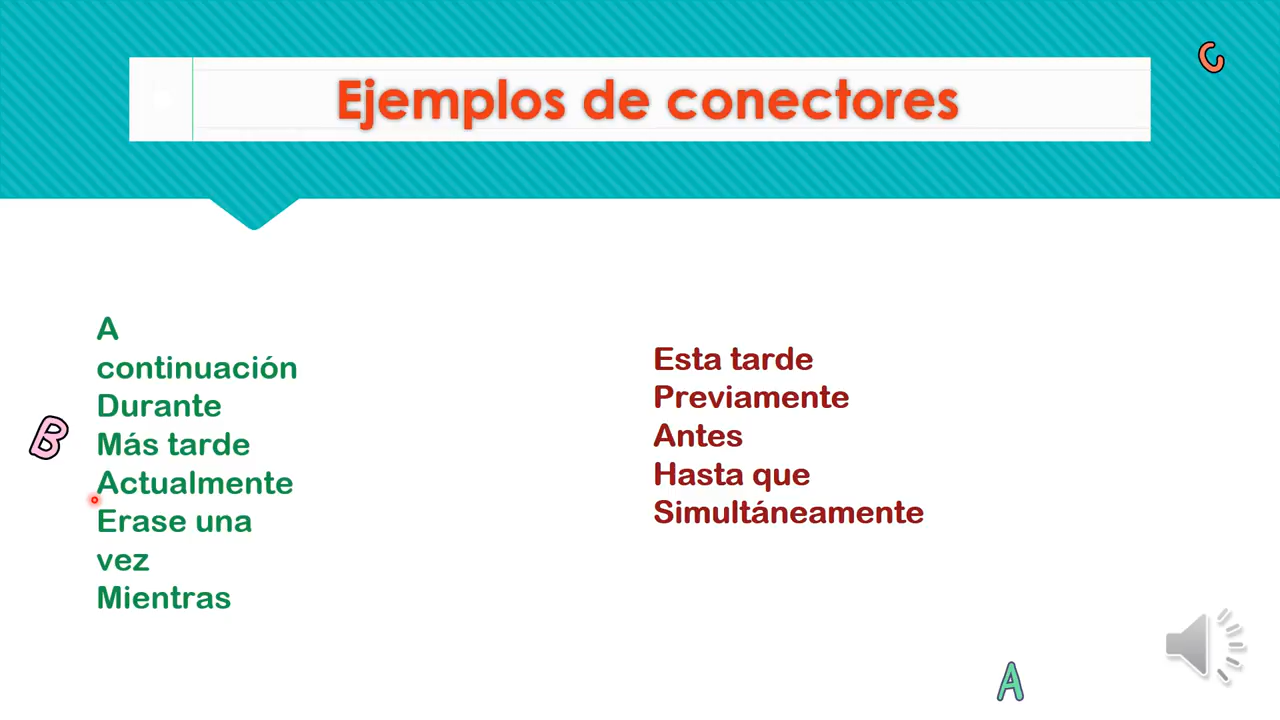 C
Ejemplos de conectores
A
continuación
Durante
Más tarde
Actualmente
Erase una
vez
Mientras
B
Esta tarde
Previamente
Antes
Hasta que
Simultáneamente
A